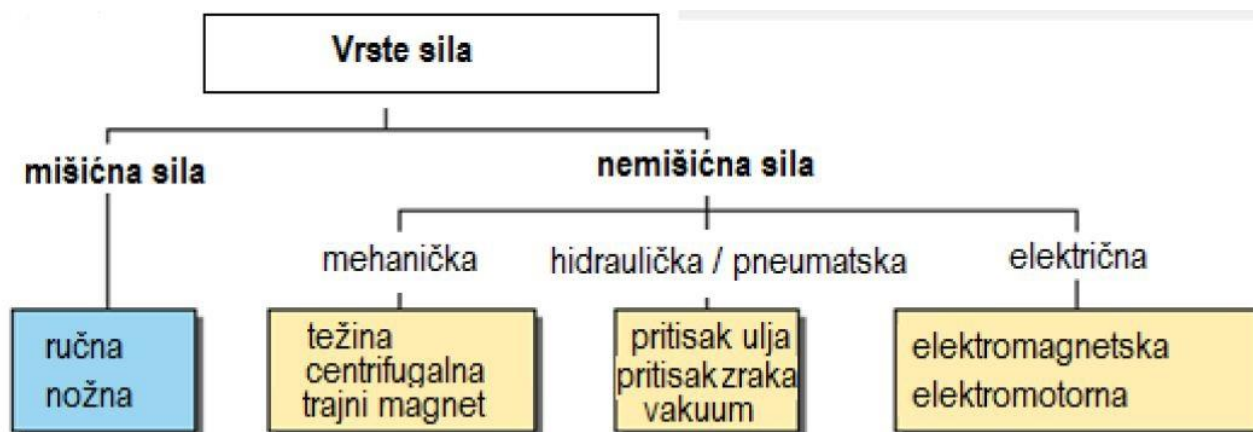 Vrste sila
mišićna sila
nemišićna sila
mehanička
hidraulička / pneumatska
električna
ručna
nožna
težina
centrifugalna
trajni magnet
pritisak ulja
pritisak zraka
vakuum
elektromagnetska
elektromotorna